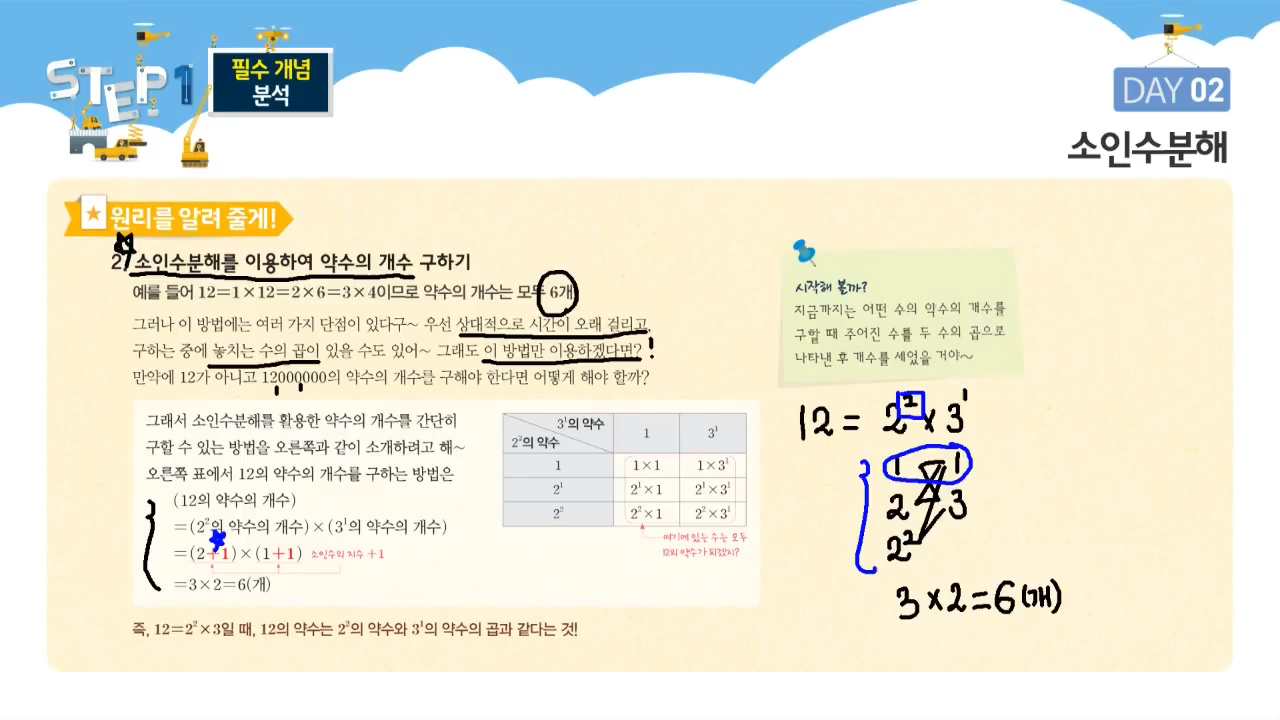 STEP 1
필수 개념
분석
DAY 02
소인수분해
원리를 알려 줄게!
2. 소인수분해를 이용하여 약수의 개수 구하기
예를 들어 12=1×12=2×6=3×4이므로 약수의 개수는 모두 6개
그러나 이 방법에는 여러 가지 단점이 있다구~ 우선 상대적으로 시간이 오래 걸리고,
구하는 중에 놓치는 수의 곱이 있을 수도 있어~ 그래도 이 방법만 이용하겠다면?
만약에 12가 아니고 12000000의 약수의 개수를 구해야 한다면 어떻게 해야 할까?
그래서 소인수분해를 활용한 약수의 개수를 간단히
구할 수 있는 방법을 오른쪽과 같이 소개하려고 해~
오른쪽 표에서 12의 약수의 개수를 구하는 방법은
(12의 약수의 개수)
=(2²의 약수의 개수)×(3¹의 약수의 개수)
=(2+1)×(1+1) 소인수의 지수 +1
=3×2=6(개)
3¹의 약수
2²의 약수
1 3¹
1 1×1 1×3¹
2¹ 2¹×1 2¹×3¹
2² 2²×1 2²×3¹
여기에 있는 수는 모두
12의 약수가 되겠지?
즉, 12=2²×3일 때, 12의 약수는 2²의 약수와 3¹의 약수의 곱과 같다는 것!
시작해 볼까?
지금까지는 어떤 수의 약수의 개수를
구할 때 주어진 수를 두 수의 곱으로
나타낸 후 개수를 세었을 거야~
12 = 2² × 3¹
1 1
2 3
2²
3×2=6(개)